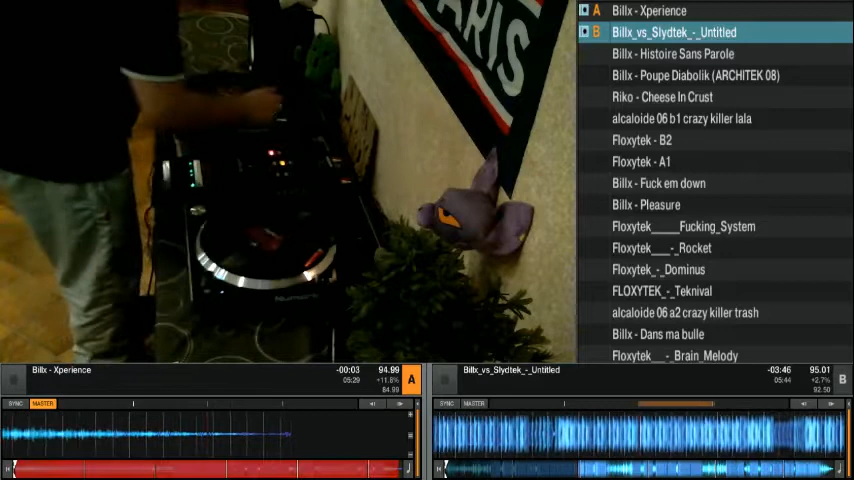 PARIS
Numark
A Billx - Xperience
B Billx_vs_Slydtek_-_Untitled
Billx - Histoire Sans Parole
Billx - Poupe Diabolik (ARCHITEK 08)
Riko - Cheese In Crust
alcaloide 06 b1 crazy killer lala
Floxytek - B2
Floxytek - A1
Billx - Fuck em down
Billx - Pleasure
Floxytek_____Fucking_System
Floxytek___-_Rocket
Floxytek_-_Dominus
FLOXYTEK_-_Teknival
alcaloide 06 a2 crazy killer trash
Billx - Dans ma bulle
Floxytek__-_Brain_Melody
Billx - Xperience -00:03 94.99 A
05:29 +11.8%
84.99
SYNC MASTER
Billx_vs_Slydtek_-_Untitled -03:46 95.01 B
05:44 +2.7%
92.50
SYNC MASTER